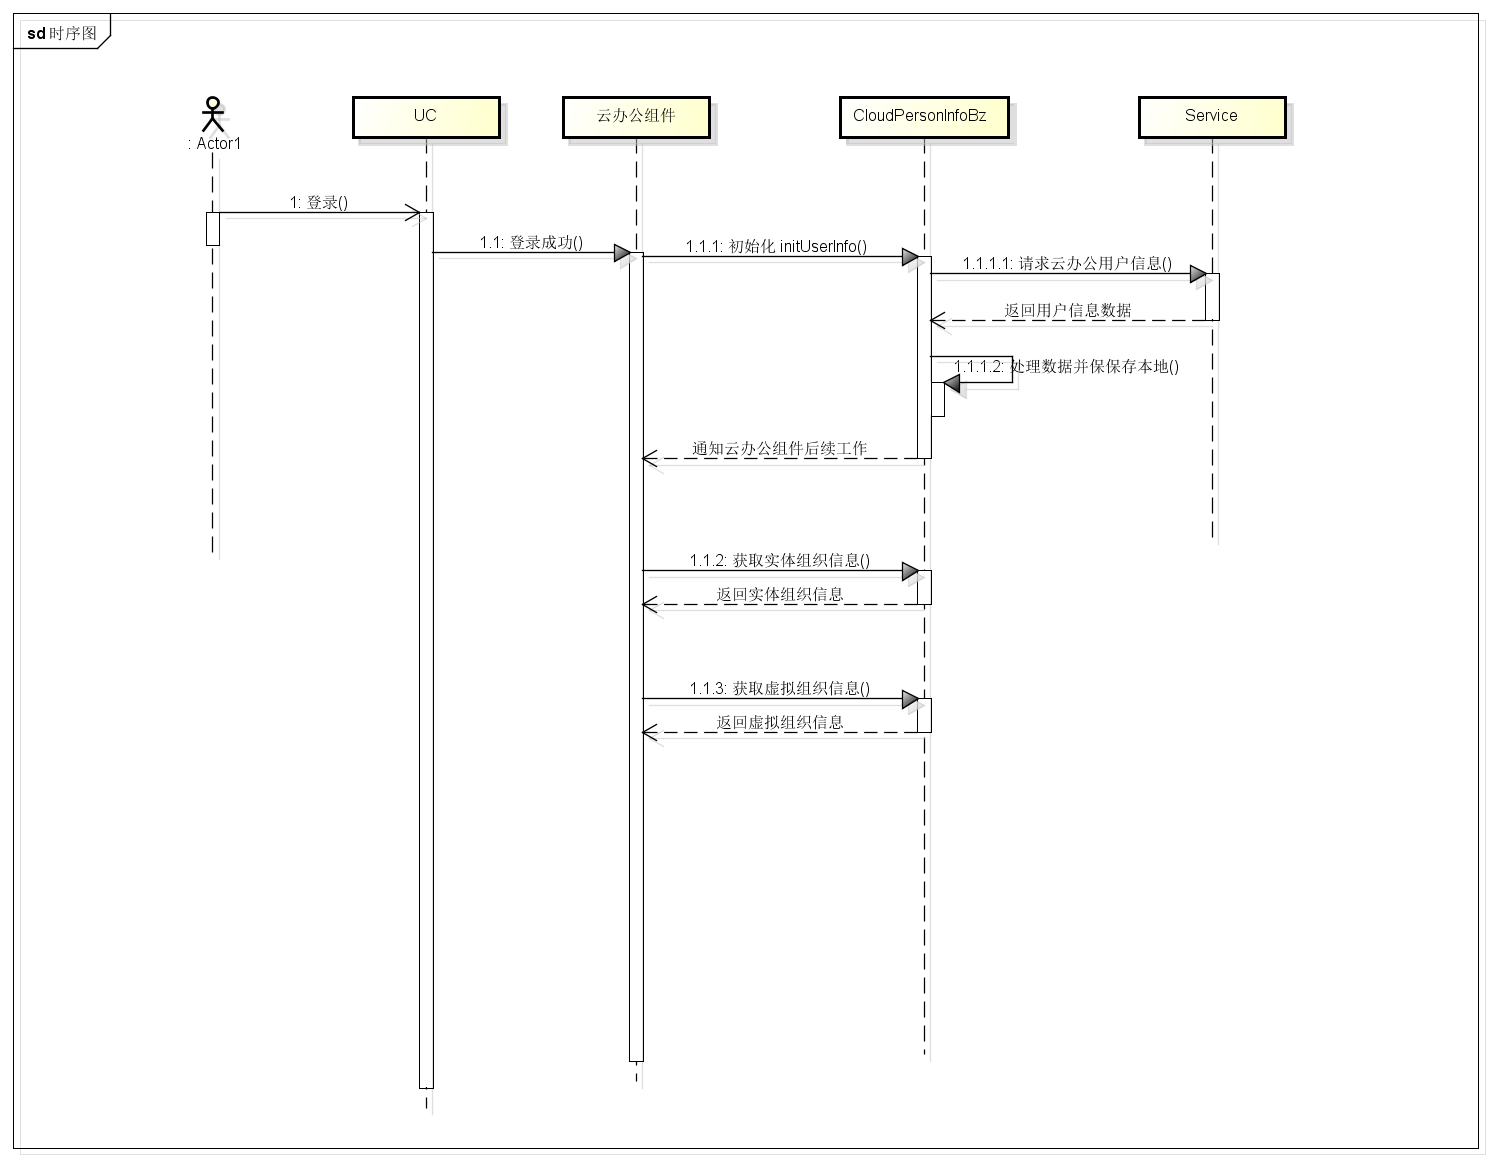 sd 时序图
: Actor1
UC
云办公组件
CloudPersonInfoBz
Service
1: 登录()
1.1: 登录成功()
1.1.1: 初始化 initUserInfo()
1.1.1.1: 请求云办公用户信息()
返回用户信息数据
1.1.1.2: 处理数据并保保存本地()
通知云办公组件后续工作
1.1.2: 获取实体组织信息()
返回实体组织信息
1.1.3: 获取虚拟组织信息()
返回虚拟组织信息